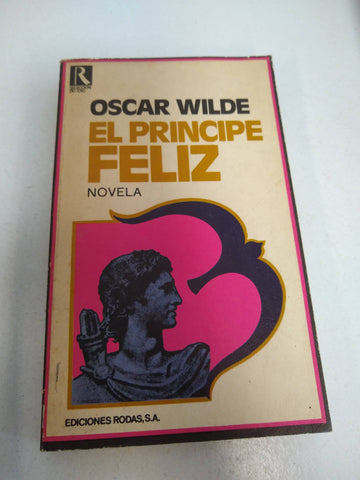 R
OSCAR WILDE
EL PRINCIPE
FELIZ
NOVELA
EDICIONES RODAS, S.A.